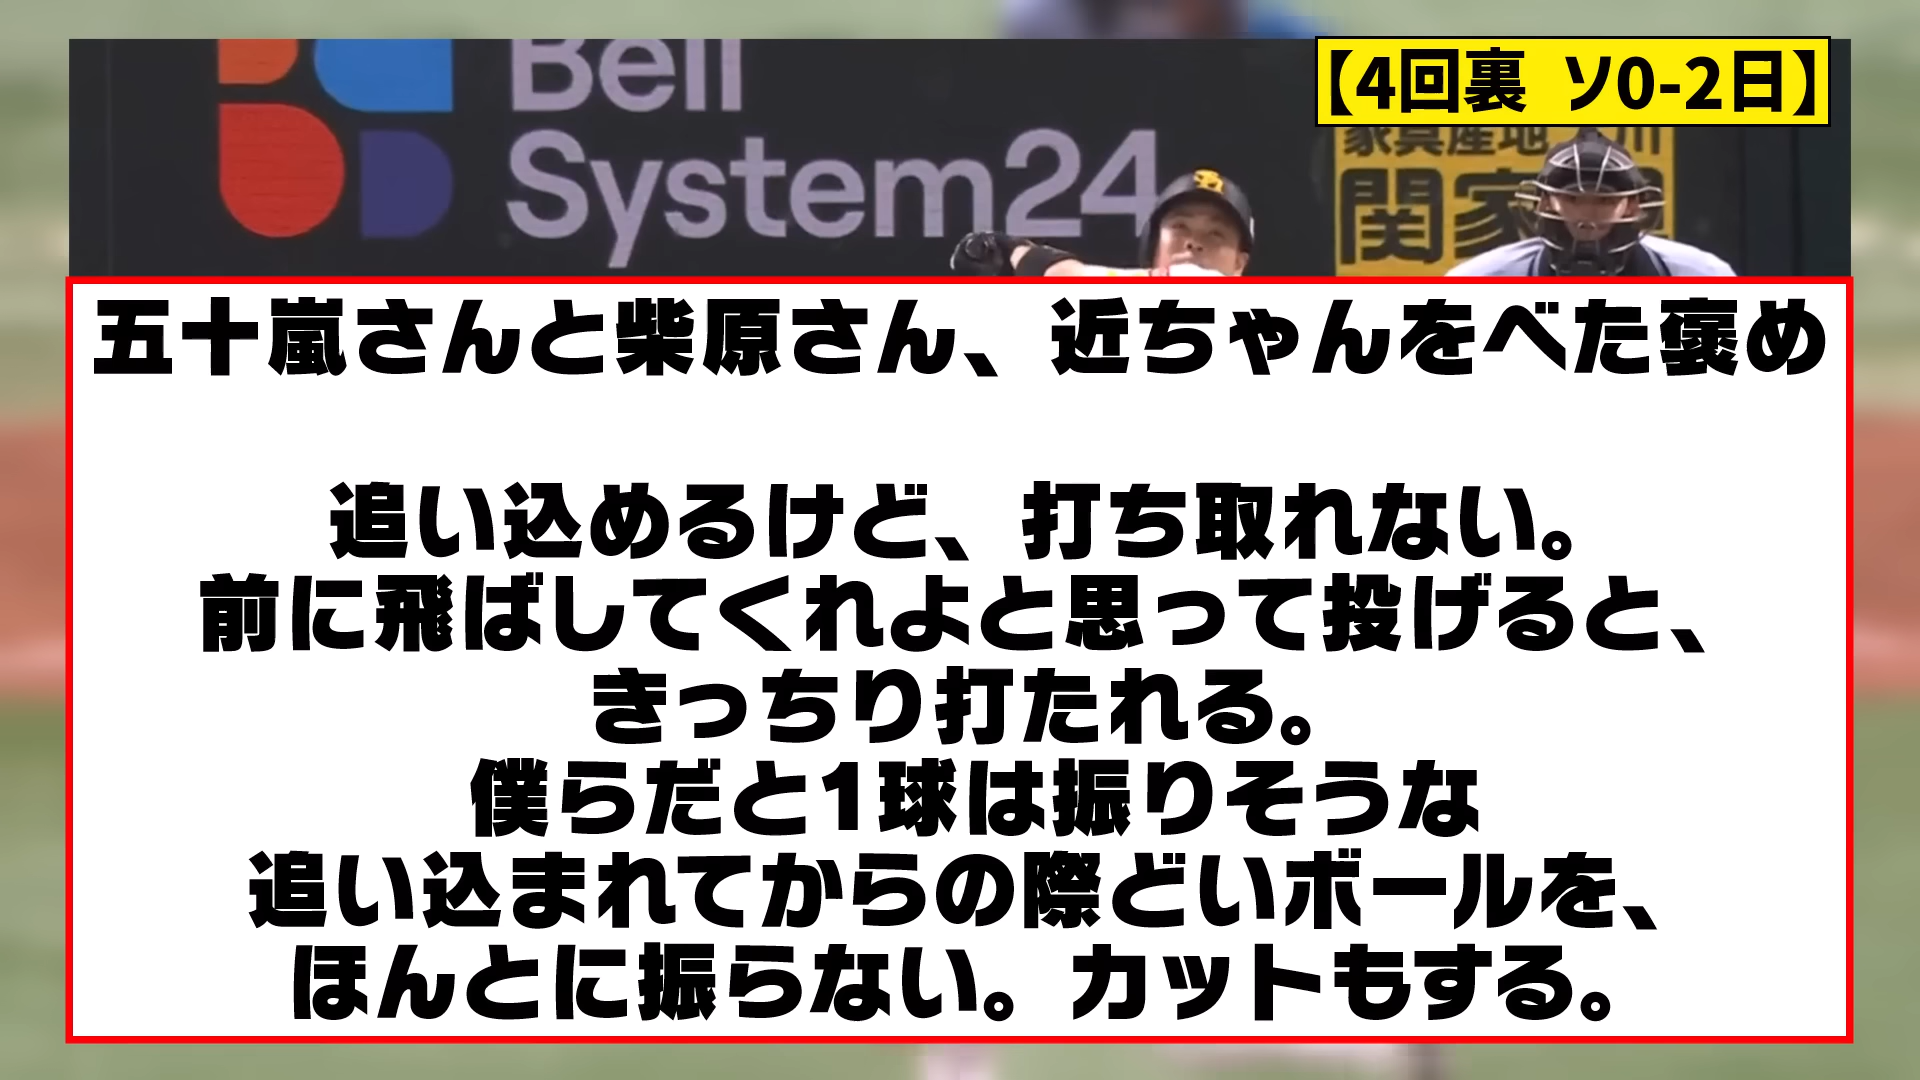 Bell
System24
【4回裏 ソ0-2日】
関家
五十嵐さんと柴原さん、近ちゃんをべた褒め
追い込めるけど、打ち取れない。
前に飛ばしてくれよと思って投げると、
きっちり打たれる。
僕らだと1球は振りそうな
追い込まれてからの際どいボールを、
ほんとに振らない。カットもする。